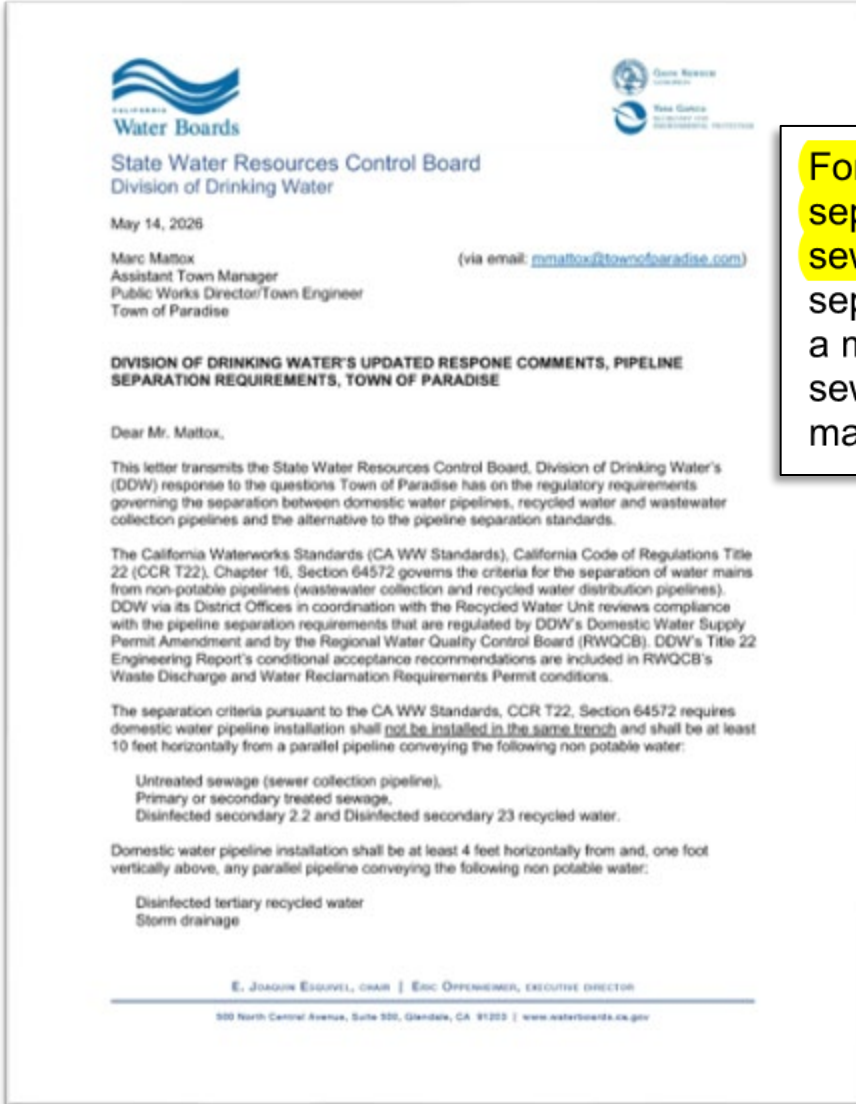 CALIFORNIA
Water Boards
GAVIN NEWSOM
GOVERNOR
YANA GARCIA
SECRETARY FOR
ENVIRONMENTAL PROTECTION
State Water Resources Control Board
Division of Drinking Water
May 14, 2026
Marc Mattox (via email: mmattox@townofparadise.com)
Assistant Town Manager
Public Works Director/Town Engineer
Town of Paradise
DIVISION OF DRINKING WATER'S UPDATED RESPONE COMMENTS, PIPELINE
SEPARATION REQUIREMENTS, TOWN OF PARADISE
Dear Mr. Mattox,
This letter transmits the State Water Resources Control Board, Division of Drinking Water's
(DDW) response to the questions Town of Paradise has on the regulatory requirements
governing the separation between domestic water pipelines, recycled water and wastewater
collection pipelines and the alternative to the pipeline separation standards.
The California Waterworks Standards (CA WW Standards), California Code of Regulations Title
22 (CCR T22), Chapter 16, Section 64572 governs the criteria for the separation of water mains
from non-potable pipelines (wastewater collection and recycled water distribution pipelines).
DDW via its District Offices in coordination with the Recycled Water Unit reviews compliance
with the pipeline separation requirements that are regulated by DDW's Domestic Water Supply
Permit Amendment and by the Regional Water Quality Control Board (RWQCB). DDW's Title 22
Engineering Report's conditional acceptance recommendations are included in RWQCB's
Waste Discharge and Water Reclamation Requirements Permit conditions.
The separation criteria pursuant to the CA WW Standards, CCR T22, Section 64572 requires
domestic water pipeline installation shall not be installed in the same trench and shall be at least
10 feet horizontally from a parallel pipeline conveying the following non potable water:
Untreated sewage (sewer collection pipeline),
Primary or secondary treated sewage,
Disinfected secondary 2.2 and Disinfected secondary 23 recycled water.
Domestic water pipeline installation shall be at least 4 feet horizontally from and, one foot
vertically above, any parallel pipeline conveying the following non potable water:
Disinfected tertiary recycled water
Storm drainage
E. JOAQUIN ESQUIVEL, CHAIR | ERIC OPPENHEIMER, EXECUTIVE DIRECTOR
500 North Central Avenue, Suite 500, Glendale, CA 91203 | www.waterboards.ca.gov
For
sep
sew
sep
a m
sew
ma